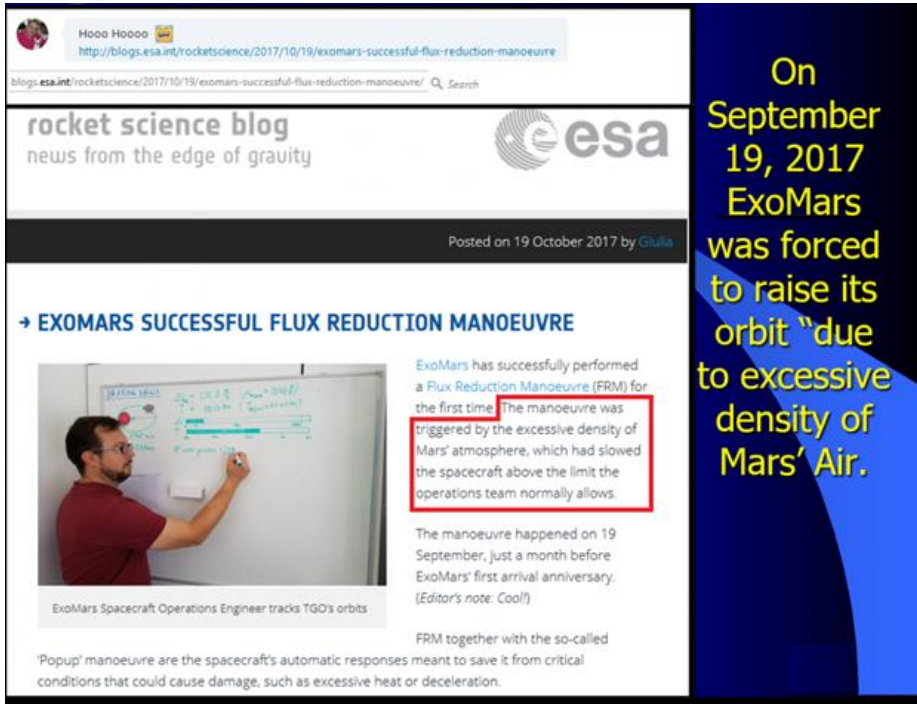 Hooo Hoooo
http://blogs.esa.int/rocketscience/2017/10/19/exomars-successful-flux-reduction-manoeuvre
blogs.esa.int/rocketscience/2017/10/19/exomars-successful-flux-reduction-manoeuvre/ Search
rocket science blog
news from the edge of gravity
esa
Posted on 19 October 2017 by Giulia
→ EXOMARS SUCCESSFUL FLUX REDUCTION MANOEUVRE
ExoMars has successfully performed
a Flux Reduction Manoeuvre (FRM) for
the first time. The manoeuvre was
triggered by the excessive density of
Mars' atmosphere, which had slowed
the spacecraft above the limit the
operations team normally allows.
The manoeuvre happened on 19
September, just a month before
ExoMars' first arrival anniversary.
(Editor's note: Cool!)
ExoMars Spacecraft Operations Engineer tracks TGO's orbits
FRM together with the so-called
'Popup' manoeuvre are the spacecraft's automatic responses meant to save it from critical
conditions that could cause damage, such as excessive heat or deceleration.
On
September
19, 2017
ExoMars
was forced
to raise its
orbit "due
to excessive
density of
Mars' Air.